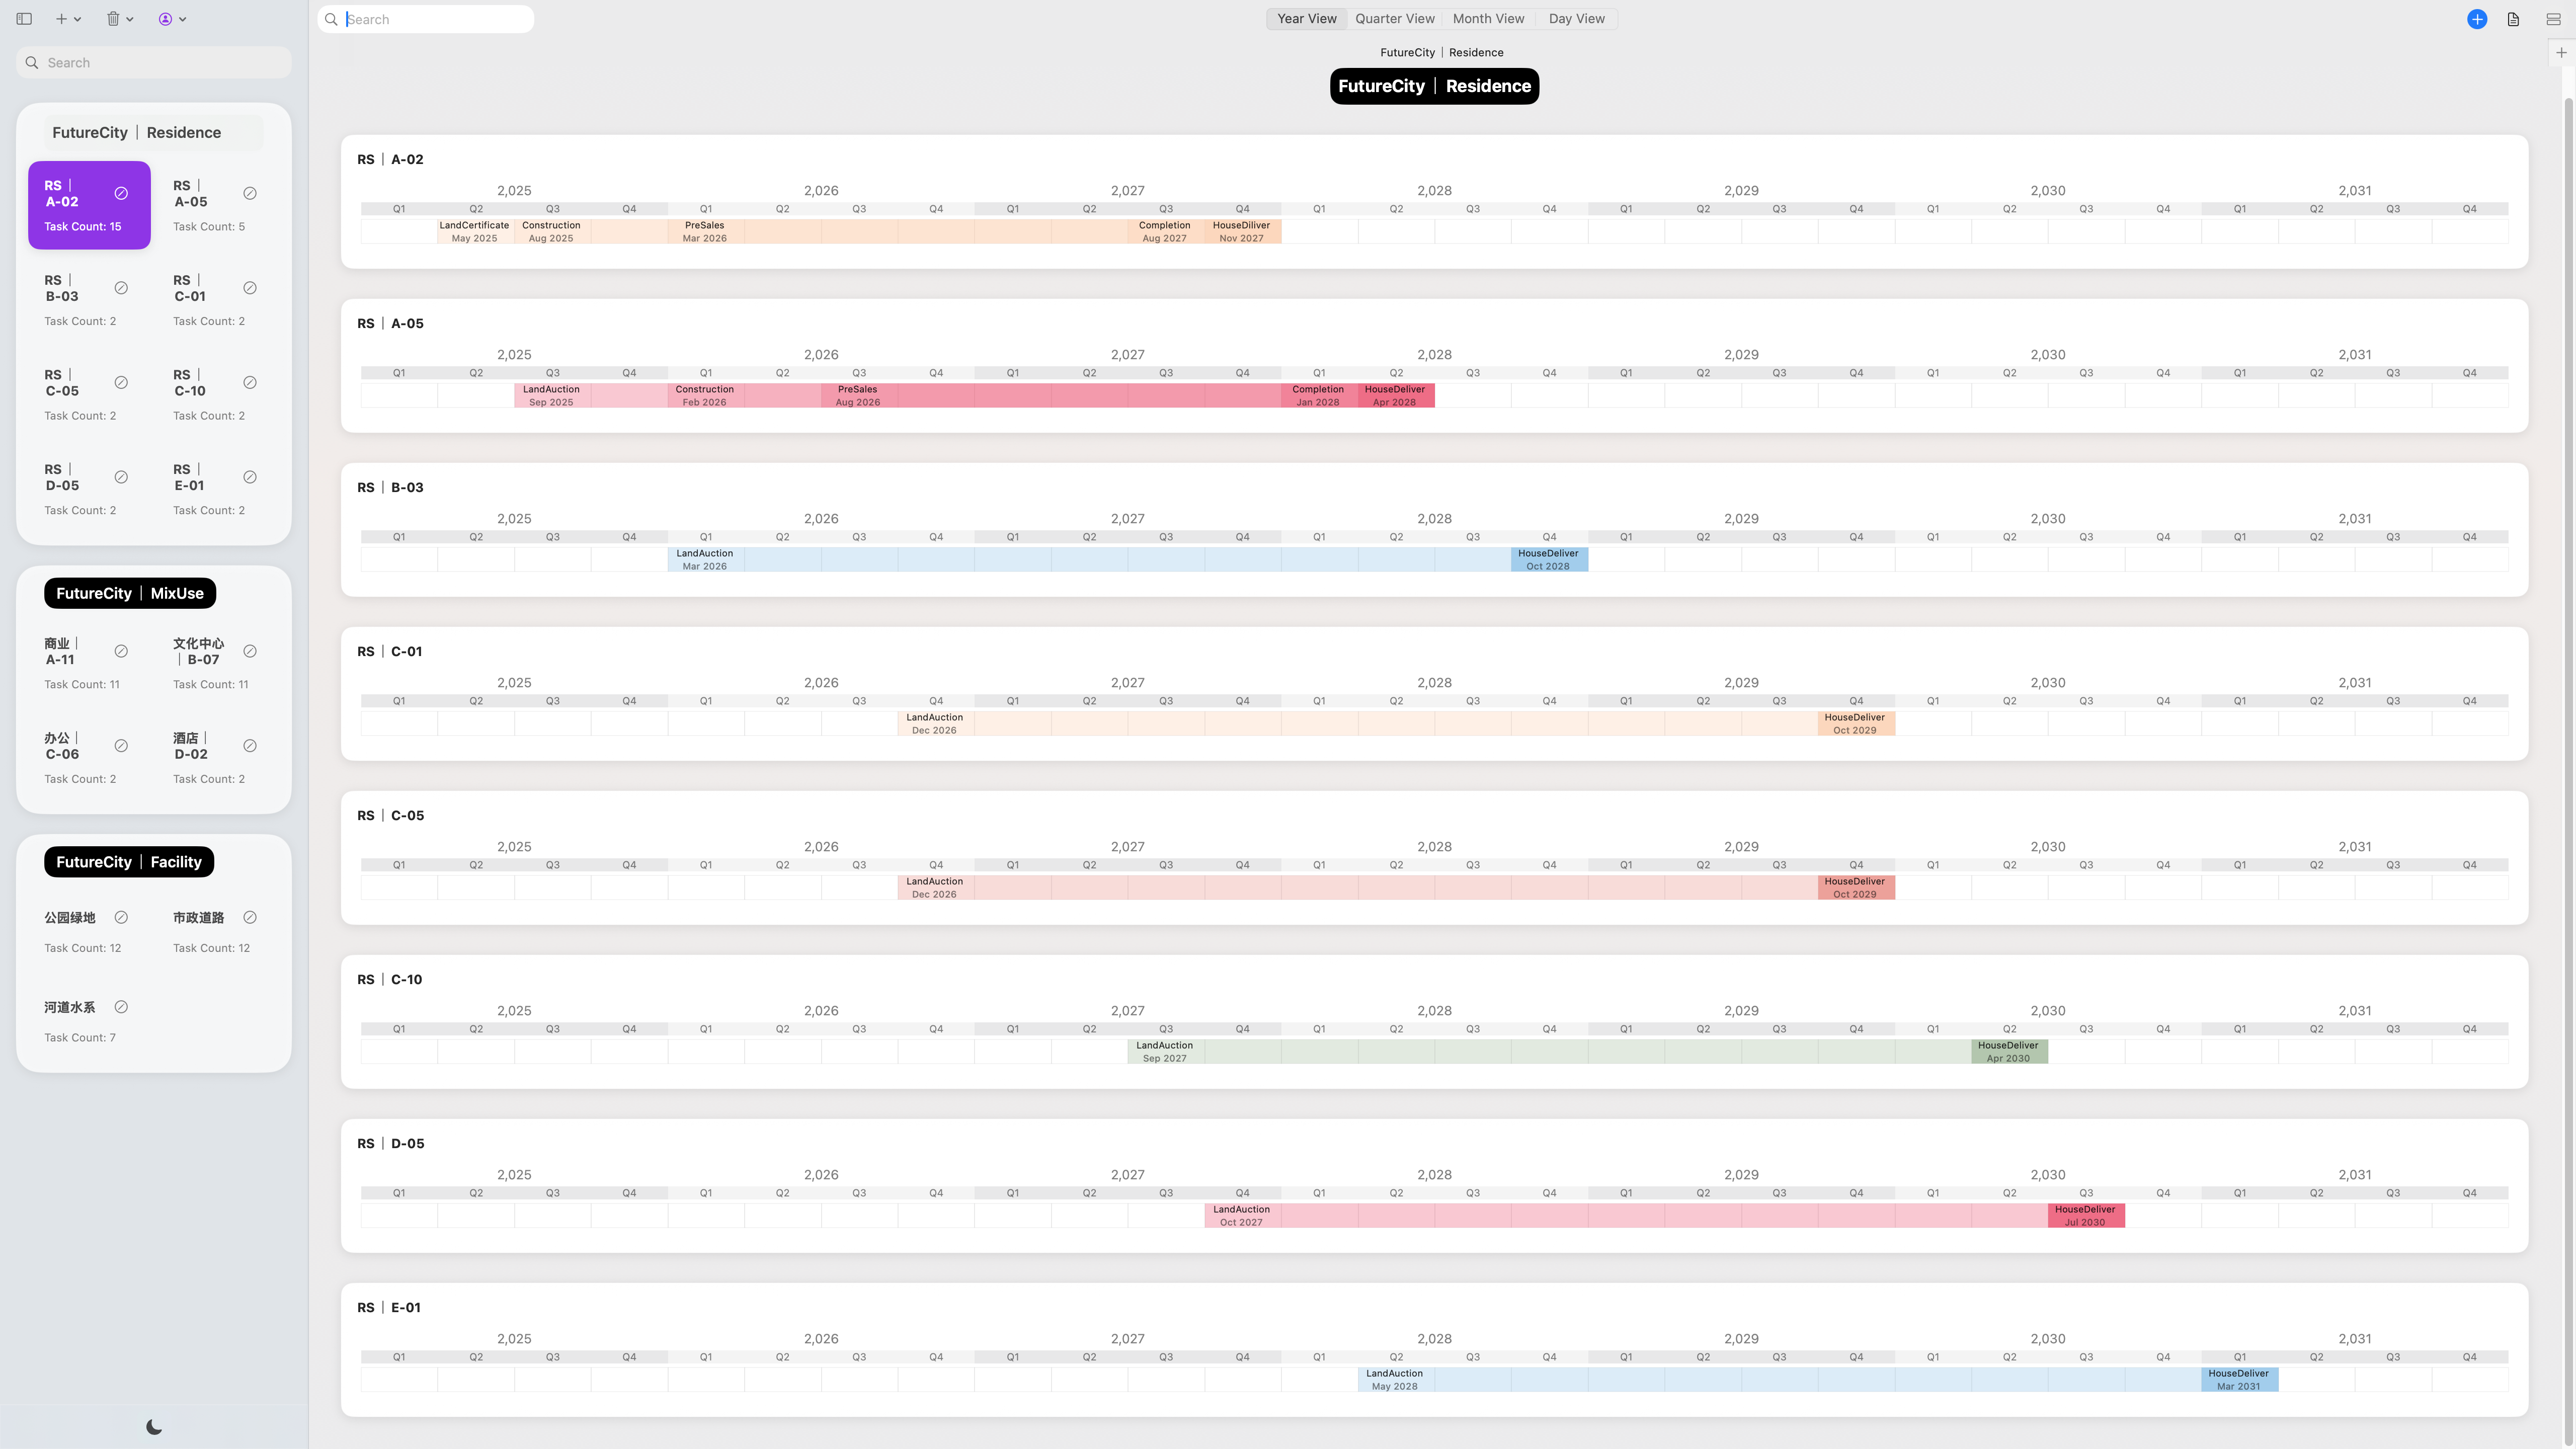 Search
FutureCity｜Residence
RS｜
A-02
Task Count: 15
RS｜
A-05
Task Count: 5
RS｜
B-03
Task Count: 2
RS｜
C-01
Task Count: 2
RS｜
C-05
Task Count: 2
RS｜
C-10
Task Count: 2
RS｜
D-05
Task Count: 2
RS｜
E-01
Task Count: 2
FutureCity｜MixUse
商业｜
A-11
Task Count: 11
文化中心
｜B-07
Task Count: 11
办公｜
C-06
Task Count: 2
酒店｜
D-02
Task Count: 2
FutureCity｜Facility
公园绿地
Task Count: 12
市政道路
Task Count: 12
河道水系
Task Count: 7
Search
Year View Quarter View Month View Day View
FutureCity｜Residence
FutureCity｜Residence
RS｜A-02
2,025 2,026 2,027 2,028 2,029 2,030 2,031
Q1 Q2 Q3 Q4 Q1 Q2 Q3 Q4 Q1 Q2 Q3 Q4 Q1 Q2 Q3 Q4 Q1 Q2 Q3 Q4 Q1 Q2 Q3 Q4 Q1 Q2 Q3 Q4
LandCertificate Construction PreSales Completion HouseDiliver
May 2025 Aug 2025 Mar 2026 Aug 2027 Nov 2027
RS｜A-05
2,025 2,026 2,027 2,028 2,029 2,030 2,031
Q1 Q2 Q3 Q4 Q1 Q2 Q3 Q4 Q1 Q2 Q3 Q4 Q1 Q2 Q3 Q4 Q1 Q2 Q3 Q4 Q1 Q2 Q3 Q4 Q1 Q2 Q3 Q4
LandAuction Construction PreSales Completion HouseDeliver
Sep 2025 Feb 2026 Aug 2026 Jan 2028 Apr 2028
RS｜B-03
2,025 2,026 2,027 2,028 2,029 2,030 2,031
Q1 Q2 Q3 Q4 Q1 Q2 Q3 Q4 Q1 Q2 Q3 Q4 Q1 Q2 Q3 Q4 Q1 Q2 Q3 Q4 Q1 Q2 Q3 Q4 Q1 Q2 Q3 Q4
LandAuction HouseDeliver
Mar 2026 Oct 2028
RS｜C-01
2,025 2,026 2,027 2,028 2,029 2,030 2,031
Q1 Q2 Q3 Q4 Q1 Q2 Q3 Q4 Q1 Q2 Q3 Q4 Q1 Q2 Q3 Q4 Q1 Q2 Q3 Q4 Q1 Q2 Q3 Q4 Q1 Q2 Q3 Q4
LandAuction HouseDeliver
Dec 2026 Oct 2029
RS｜C-05
2,025 2,026 2,027 2,028 2,029 2,030 2,031
Q1 Q2 Q3 Q4 Q1 Q2 Q3 Q4 Q1 Q2 Q3 Q4 Q1 Q2 Q3 Q4 Q1 Q2 Q3 Q4 Q1 Q2 Q3 Q4 Q1 Q2 Q3 Q4
LandAuction HouseDeliver
Dec 2026 Oct 2029
RS｜C-10
2,025 2,026 2,027 2,028 2,029 2,030 2,031
Q1 Q2 Q3 Q4 Q1 Q2 Q3 Q4 Q1 Q2 Q3 Q4 Q1 Q2 Q3 Q4 Q1 Q2 Q3 Q4 Q1 Q2 Q3 Q4 Q1 Q2 Q3 Q4
LandAuction HouseDeliver
Sep 2027 Apr 2030
RS｜D-05
2,025 2,026 2,027 2,028 2,029 2,030 2,031
Q1 Q2 Q3 Q4 Q1 Q2 Q3 Q4 Q1 Q2 Q3 Q4 Q1 Q2 Q3 Q4 Q1 Q2 Q3 Q4 Q1 Q2 Q3 Q4 Q1 Q2 Q3 Q4
LandAuction HouseDeliver
Oct 2027 Jul 2030
RS｜E-01
2,025 2,026 2,027 2,028 2,029 2,030 2,031
Q1 Q2 Q3 Q4 Q1 Q2 Q3 Q4 Q1 Q2 Q3 Q4 Q1 Q2 Q3 Q4 Q1 Q2 Q3 Q4 Q1 Q2 Q3 Q4 Q1 Q2 Q3 Q4
LandAuction HouseDeliver
May 2028 Mar 2031